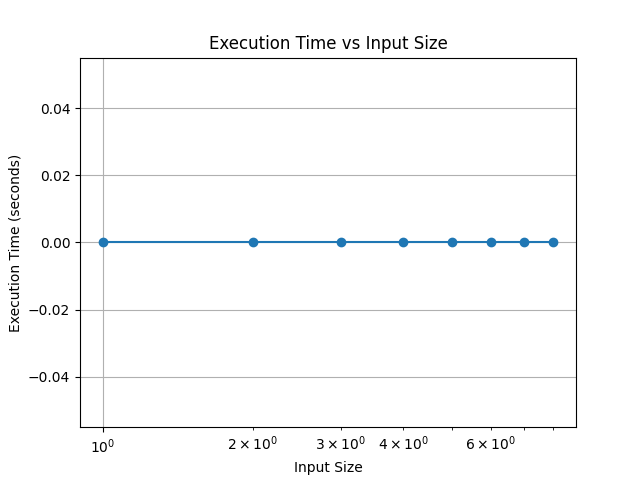 Execution Time vs Input Size
Execution Time (seconds)
0.04
0.02
0.00
−0.02
−0.04
10⁰
2 × 10⁰
3 × 10⁰
4 × 10⁰
6 × 10⁰
Input Size